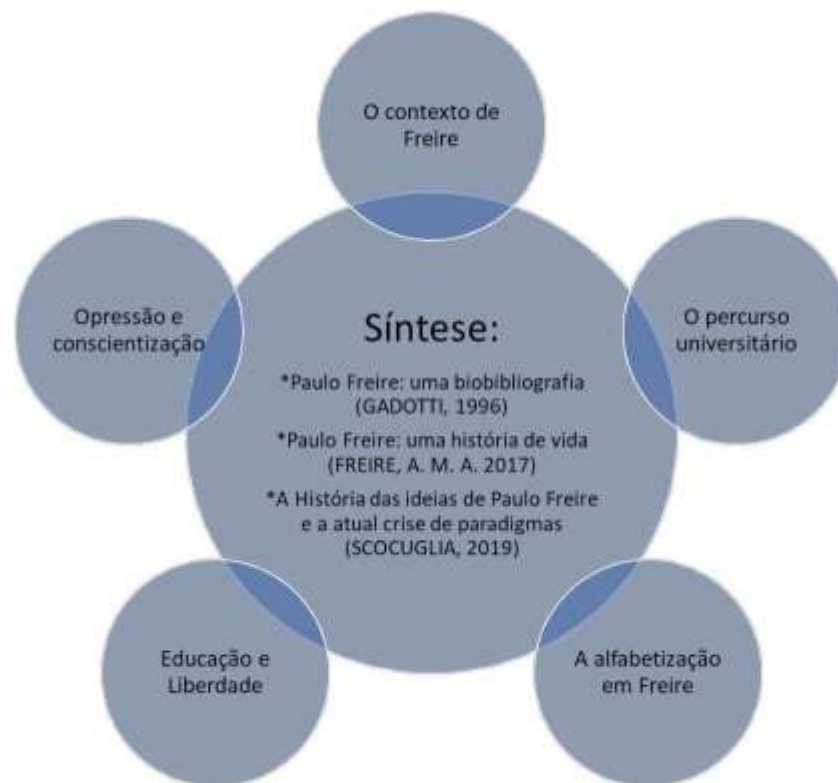 O contexto de
Freire
Opressão e
conscientização
O percurso
universitário
Síntese:
*Paulo Freire: uma biobibliografia
(GADOTTI, 1996)
*Paulo Freire: uma história de vida
(FREIRE, A. M. A. 2017)
*A História das ideias de Paulo Freire
e a atual crise de paradigmas
(SCOCUGLIA, 2019)
Educação e
Liberdade
A alfabetização
em Freire